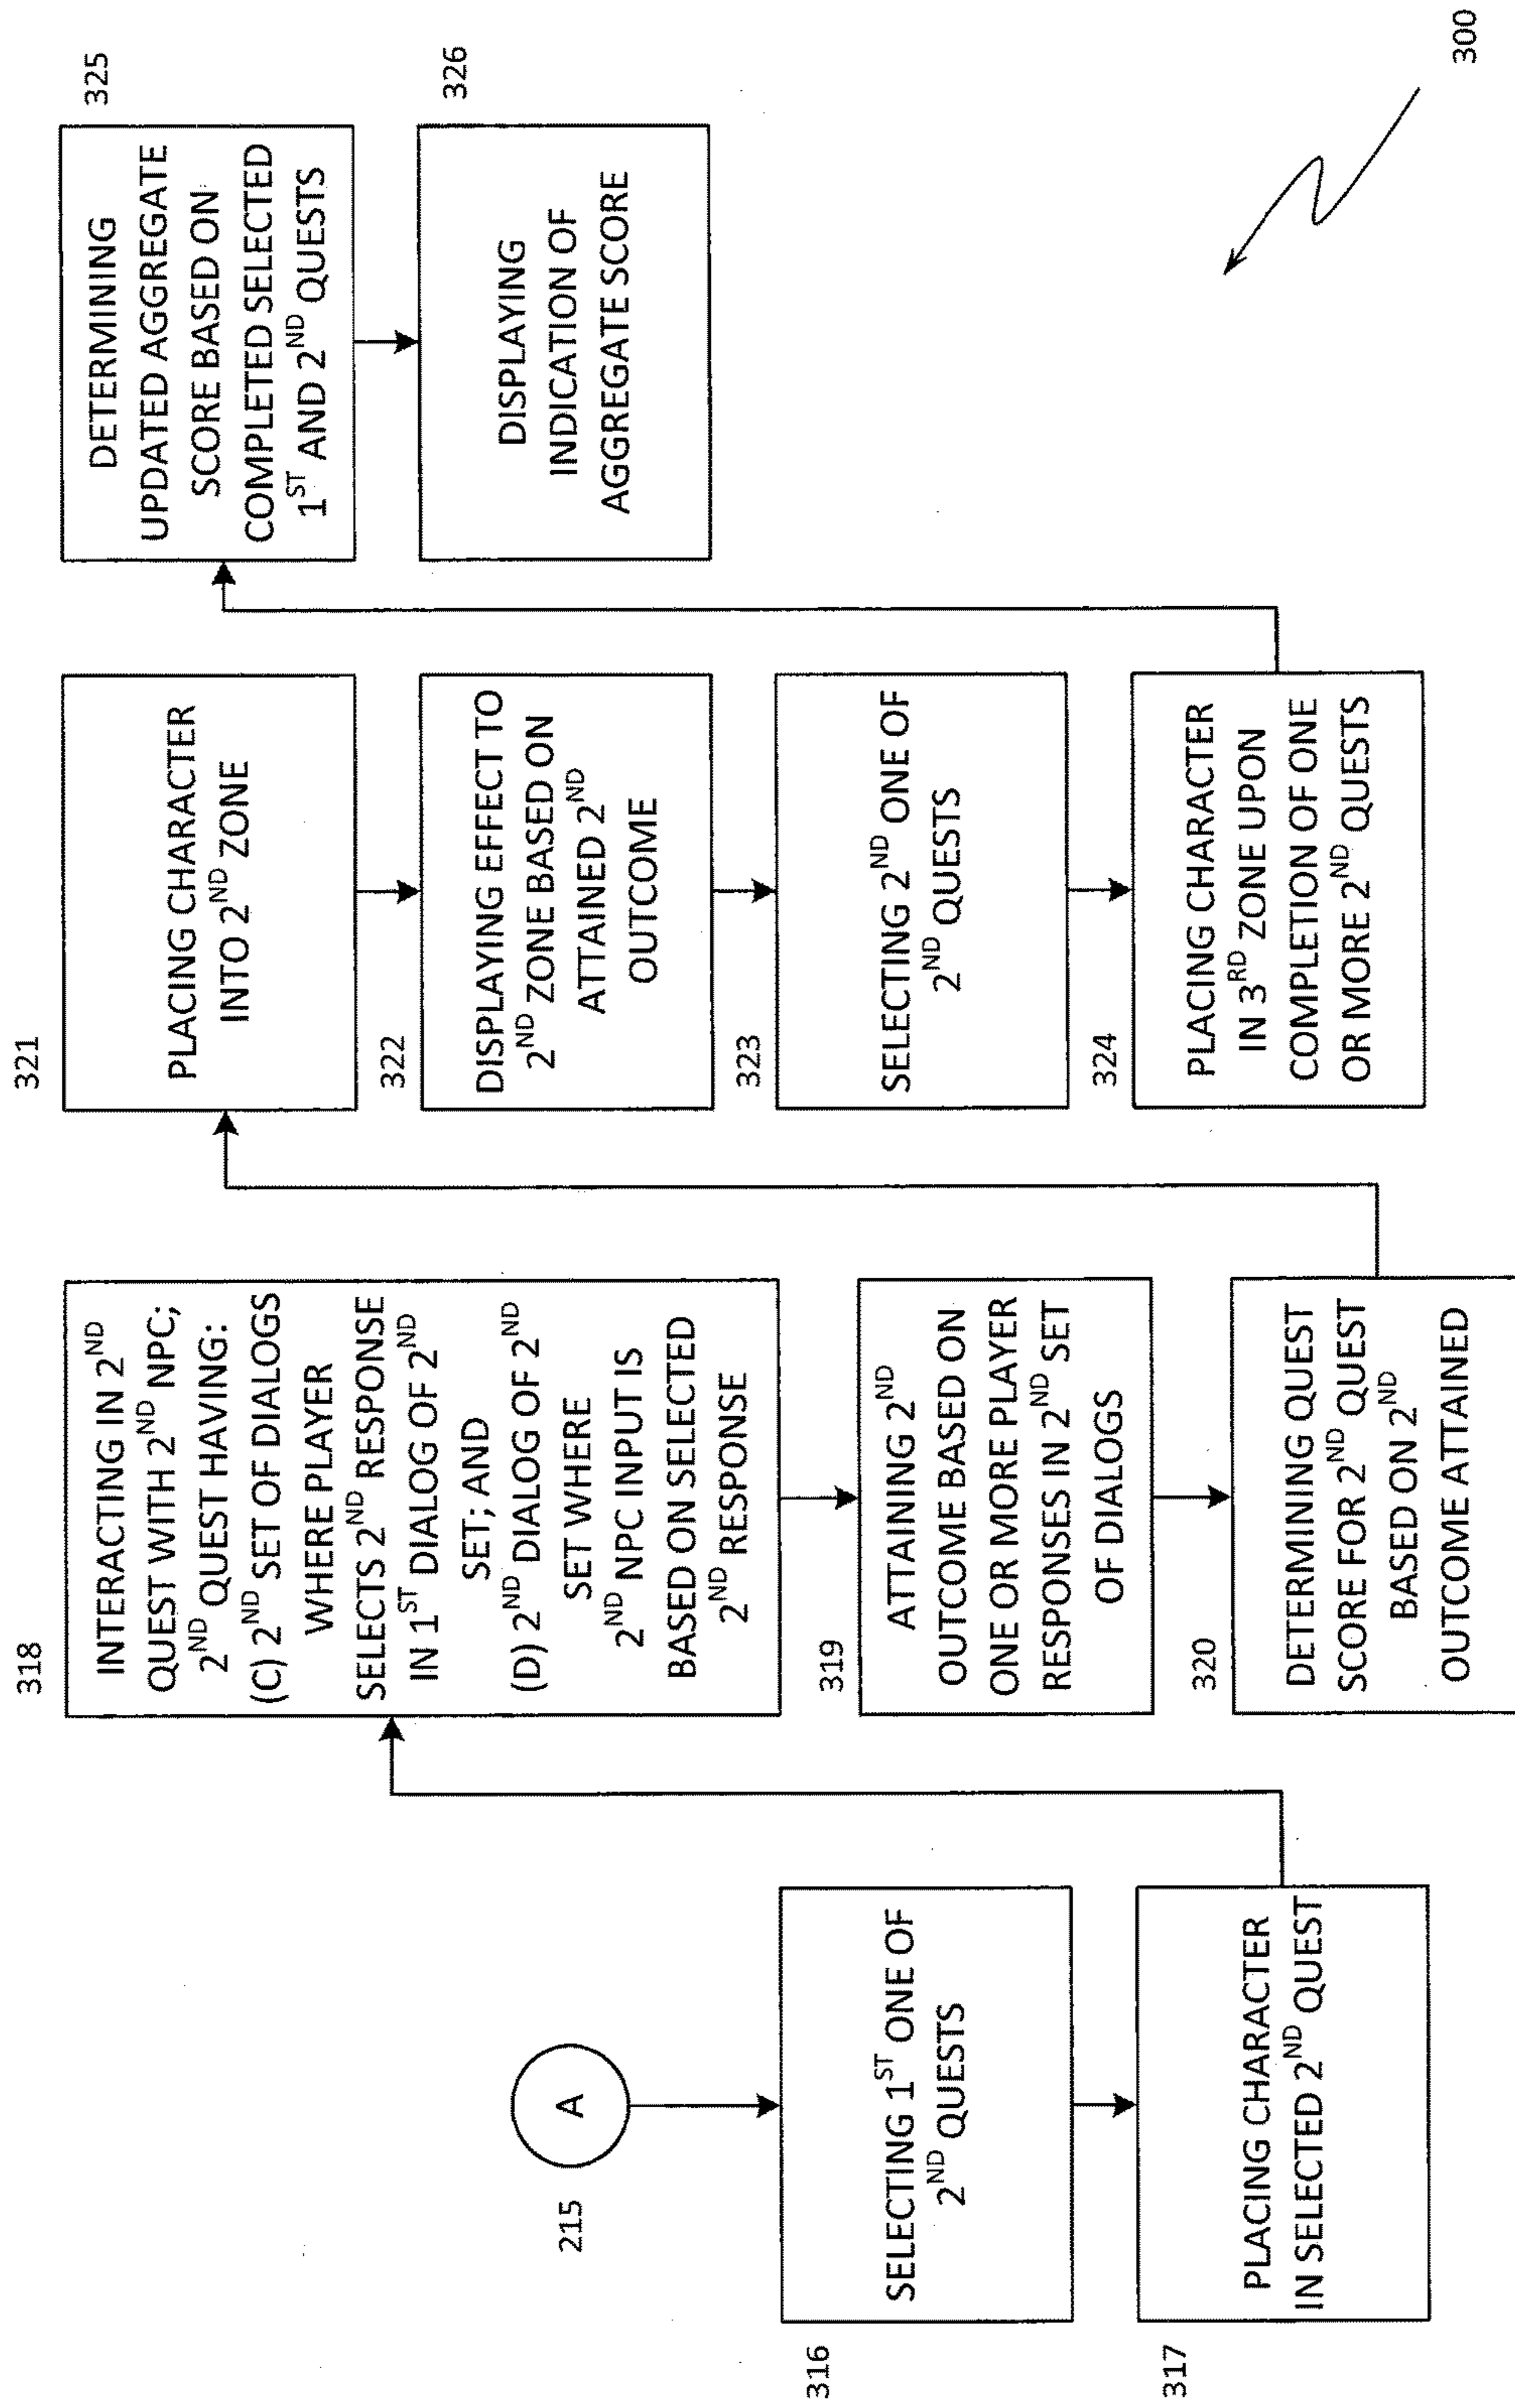 215
A
316
SELECTING 1ST ONE OF
2ND QUESTS
317
PLACING CHARACTER
IN SELECTED 2ND QUEST
318
INTERACTING IN 2ND
QUEST WITH 2ND NPC;
2ND QUEST HAVING:
(C) 2ND SET OF DIALOGS
WHERE PLAYER
SELECTS 2ND RESPONSE
IN 1ST DIALOG OF 2ND
SET; AND
(D) 2ND DIALOG OF 2ND
SET WHERE
2ND NPC INPUT IS
BASED ON SELECTED
2ND RESPONSE
319
ATTAINING 2ND
OUTCOME BASED ON
ONE OR MORE PLAYER
RESPONSES IN 2ND SET
OF DIALOGS
320
DETERMINING QUEST
SCORE FOR 2ND QUEST
BASED ON 2ND
OUTCOME ATTAINED
321
PLACING CHARACTER
INTO 2ND ZONE
322
DISPLAYING EFFECT TO
2ND ZONE BASED ON
ATTAINED 2ND
OUTCOME
323
SELECTING 2ND ONE OF
2ND QUESTS
324
PLACING CHARACTER
IN 3RD ZONE UPON
COMPLETION OF ONE
OR MORE 2ND QUESTS
325
DETERMINING
UPDATED AGGREGATE
SCORE BASED ON
COMPLETED SELECTED
1ST AND 2ND QUESTS
326
DISPLAYING
INDICATION OF
AGGREGATE SCORE
300